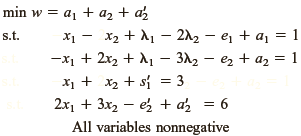 min w = a₁ + a₂ + a₂′
s.t. x₁ − x₂ + λ₁ − 2λ₂ − e₁ + a₁ = 1
−x₁ + 2x₂ + λ₁ − 3λ₂ − e₂ + a₂ = 1
x₁ + x₂ + s₁′ = 3
2x₁ + 3x₂ − e₂′ + a₂′ = 6
All variables nonnegative